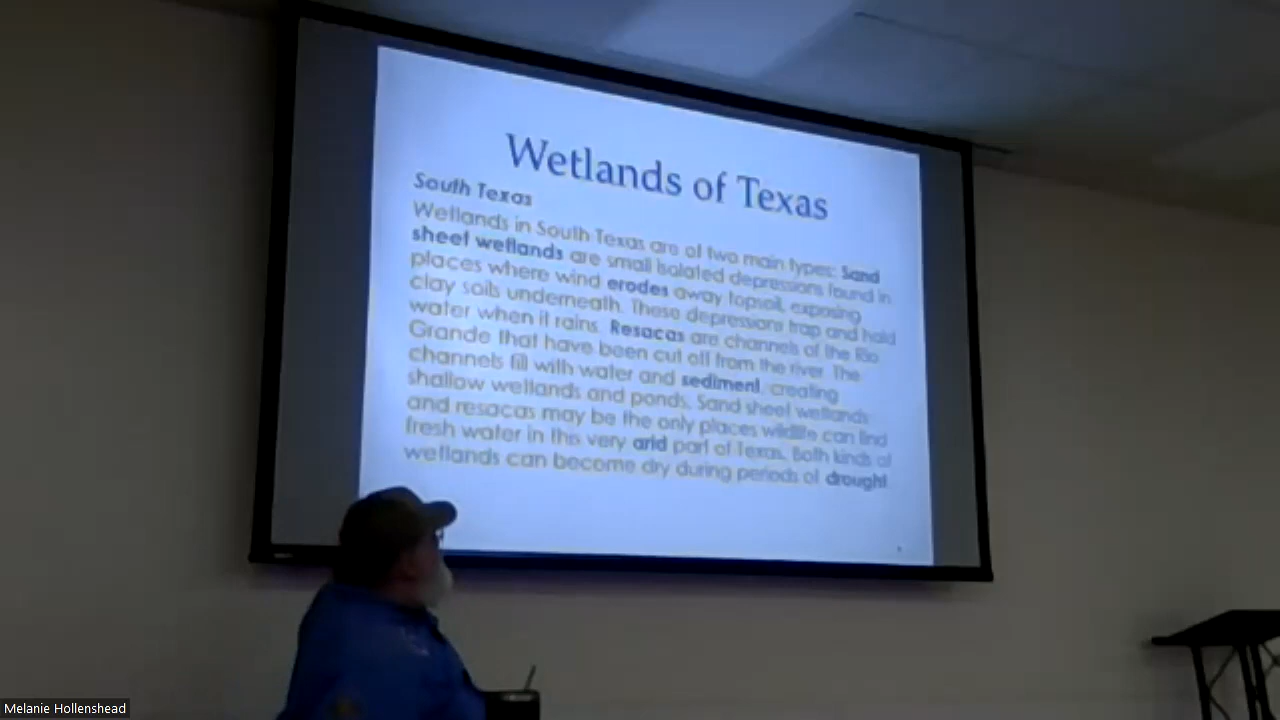 Wetlands of Texas
South Texas
Wetlands in South Texas are of two main types: Sand
sheet wetlands are small isolated depressions found in
places where wind erodes away topsoil, exposing
clay soils underneath. These depressions trap and hold
water when it rains. Resacas are channels of the Rio
Grande that have been cut off from the river. The
channels fill with water and sediment, creating
shallow wetlands and ponds. Sand sheet wetlands
and resacas may be the only places wildlife can find
fresh water in this very arid part of Texas. Both kinds of
wetlands can become dry during periods of drought
Melanie Hollenshead